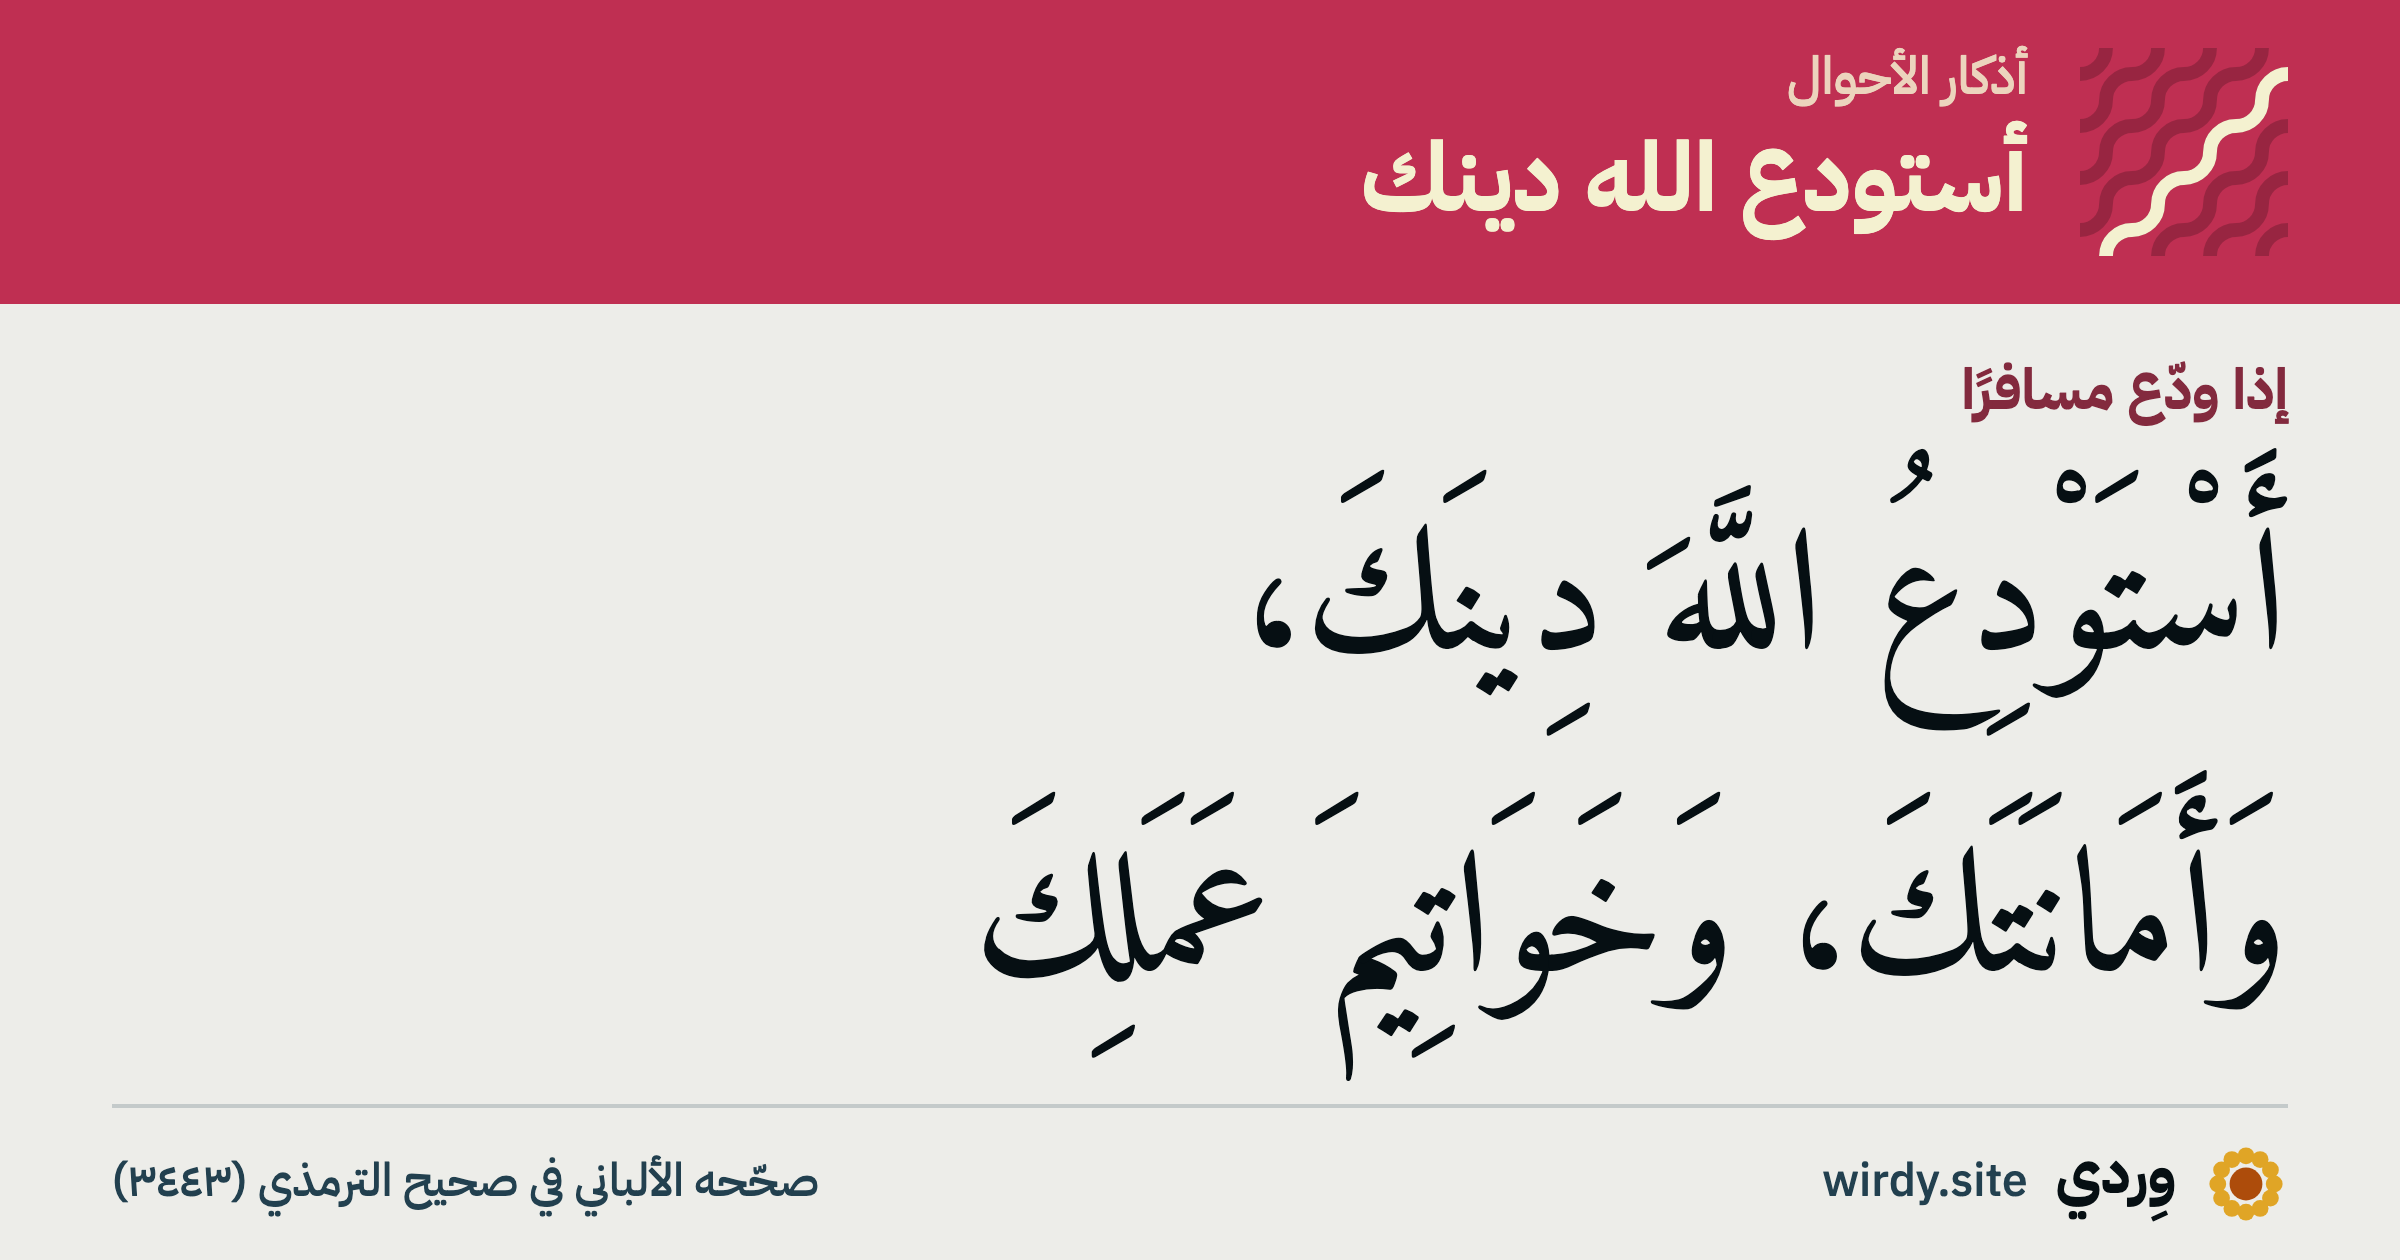 أذكار الأحوال
أستودع الله دينك
إذا ودّع مسافرًا
أَسْتَوْدِعُ اللَّهَ دِينَكَ،
وَأَمَانَتَكَ، وَخَوَاتِيمَ عَمَلِكَ
وِردي wirdy.site
صحّحه الألباني في صحيح الترمذي (٣٤٤٣)